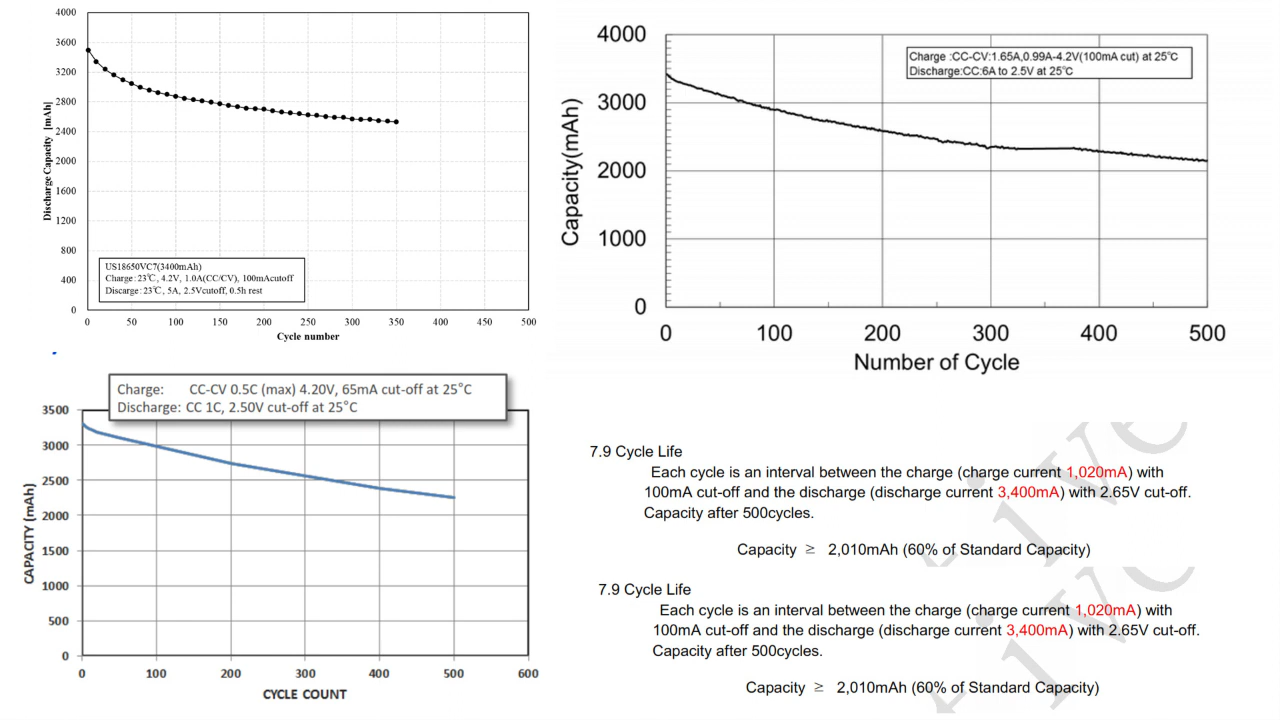 4000
3600
3200
2800
2400
2000
1600
1200
800
400
0
Discharge Capacity [mAh]
US18650VC7(3400mAh)
Charge:23℃, 4.2V, 1.0A(CC/CV), 100mAcutoff
Discarge:23℃, 5A, 2.5Vcutoff, 0.5h rest
0 50 100 150 200 250 300 350 400 450 500
Cycle number
4000
3000
2000
1000
0
Capacity(mAh)
Charge :CC-CV:1.65A,0.99A-4.2V(100mA cut) at 25℃
Discharge:CC:6A to 2.5V at 25℃
0 100 200 300 400 500
Number of Cycle
Charge: CC-CV 0.5C (max) 4.20V, 65mA cut-off at 25°C
Discharge: CC 1C, 2.50V cut-off at 25°C
3500
3000
2500
2000
1500
1000
500
0
CAPACITY (mAh)
0 100 200 300 400 500 600
CYCLE COUNT
7.9 Cycle Life
Each cycle is an interval between the charge (charge current 1,020mA) with
100mA cut-off and the discharge (discharge current 3,400mA) with 2.65V cut-off.
Capacity after 500cycles.
Capacity ≥ 2,010mAh (60% of Standard Capacity)
7.9 Cycle Life
Each cycle is an interval between the charge (charge current 1,020mA) with
100mA cut-off and the discharge (discharge current 3,400mA) with 2.65V cut-off.
Capacity after 500cycles.
Capacity ≥ 2,010mAh (60% of Standard Capacity)